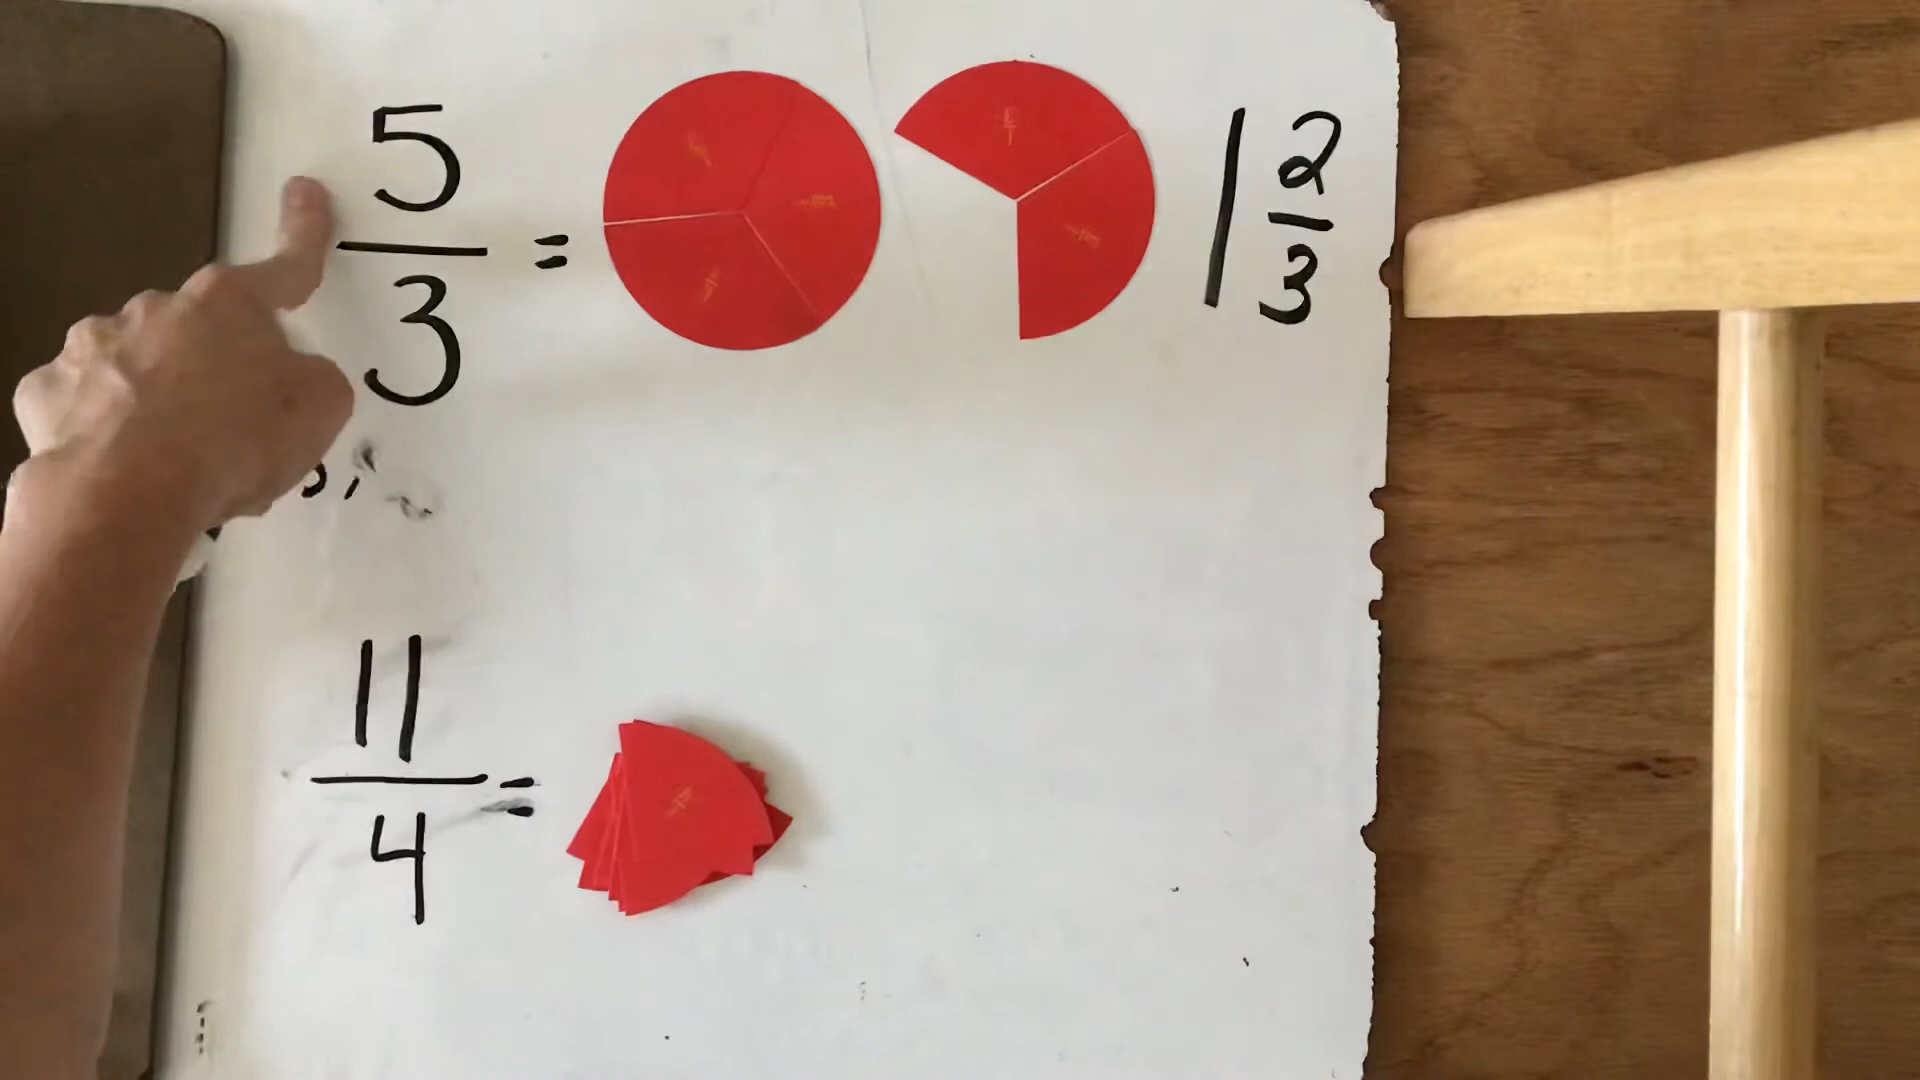 5/3 = 1 2/3
11/4 =